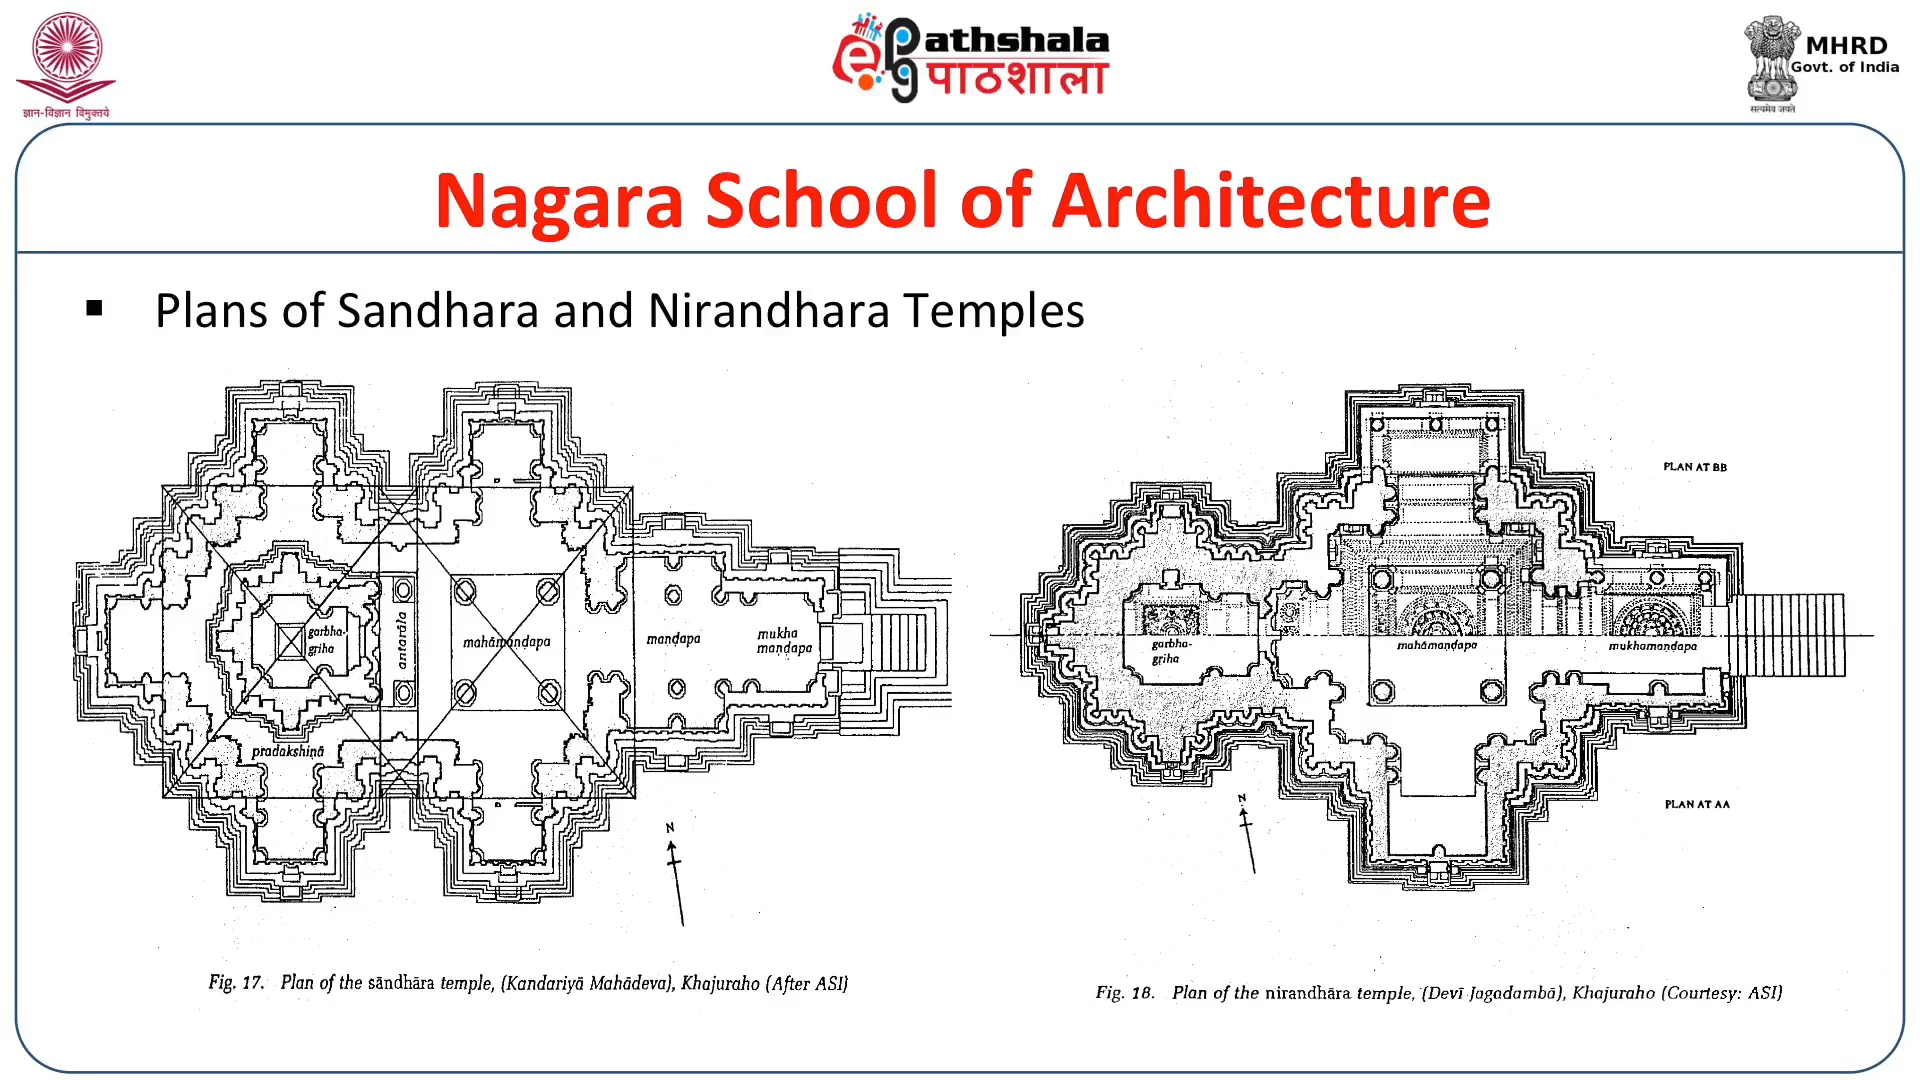 ज्ञान-विज्ञान विमुक्तये
ePathshala
पाठशाला
MHRD
Govt. of India
सत्यमेव जयते
Nagara School of Architecture
▪ Plans of Sandhara and Nirandhara Temples
garbha-
griha
antarāla
mahāmaṇḍapa
maṇḍapa
mukha
maṇḍapa
pradakshiṇā
N
PLAN AT BB
garbha-
griha
mahāmaṇḍapa
mukhamaṇḍapa
PLAN AT AA
N
Fig. 17. Plan of the sāndhāra temple, (Kandariyā Mahādeva), Khajuraho (After ASI)
Fig. 18. Plan of the nirandhāra temple, (Devī Jagadambā), Khajuraho (Courtesy: ASI)